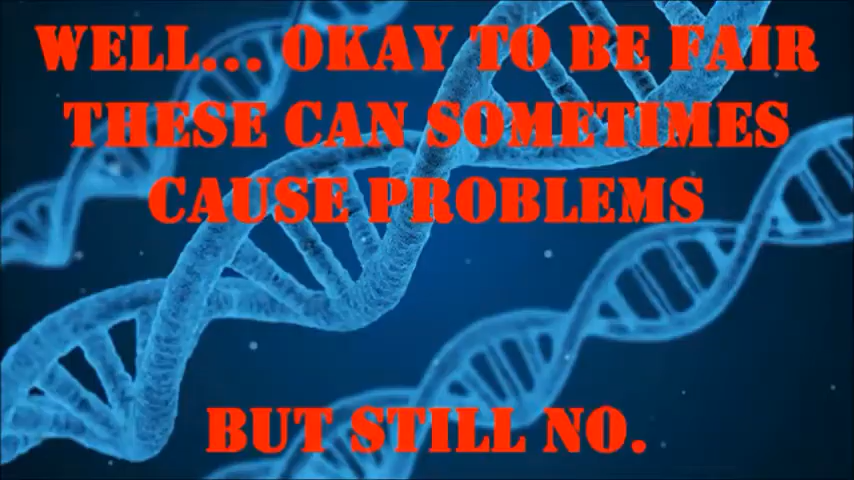 WELL... OKAY TO BE FAIR
THESE CAN SOMETIMES
CAUSE PROBLEMS
BUT STILL NO.